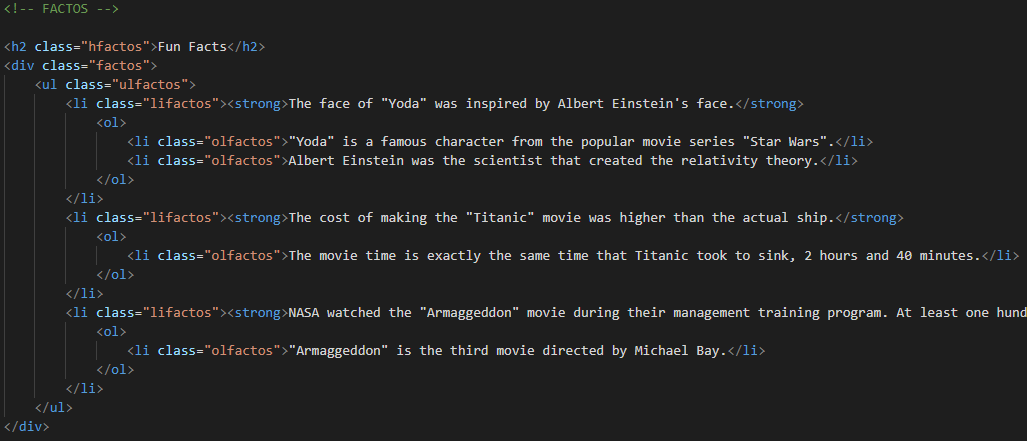 <!-- FACTOS -->
<h2 class="hfactos">Fun Facts</h2>
<div class="factos">
<ul class="ulfactos">
<li class="lifactos"><strong>The face of "Yoda" was inspired by Albert Einstein's face.</strong>
<ol>
<li class="olfactos">"Yoda" is a famous character from the popular movie series "Star Wars".</li>
<li class="olfactos">Albert Einstein was the scientist that created the relativity theory.</li>
</ol>
</li>
<li class="lifactos"><strong>The cost of making the "Titanic" movie was higher than the actual ship.</strong>
<ol>
<li class="olfactos">The movie time is exactly the same time that Titanic took to sink, 2 hours and 40 minutes.</li>
</ol>
</li>
<li class="lifactos"><strong>NASA watched the "Armaggeddon" movie during their management training program. At least one hund
<ol>
<li class="olfactos">"Armaggeddon" is the third movie directed by Michael Bay.</li>
</ol>
</li>
</ul>
</div>